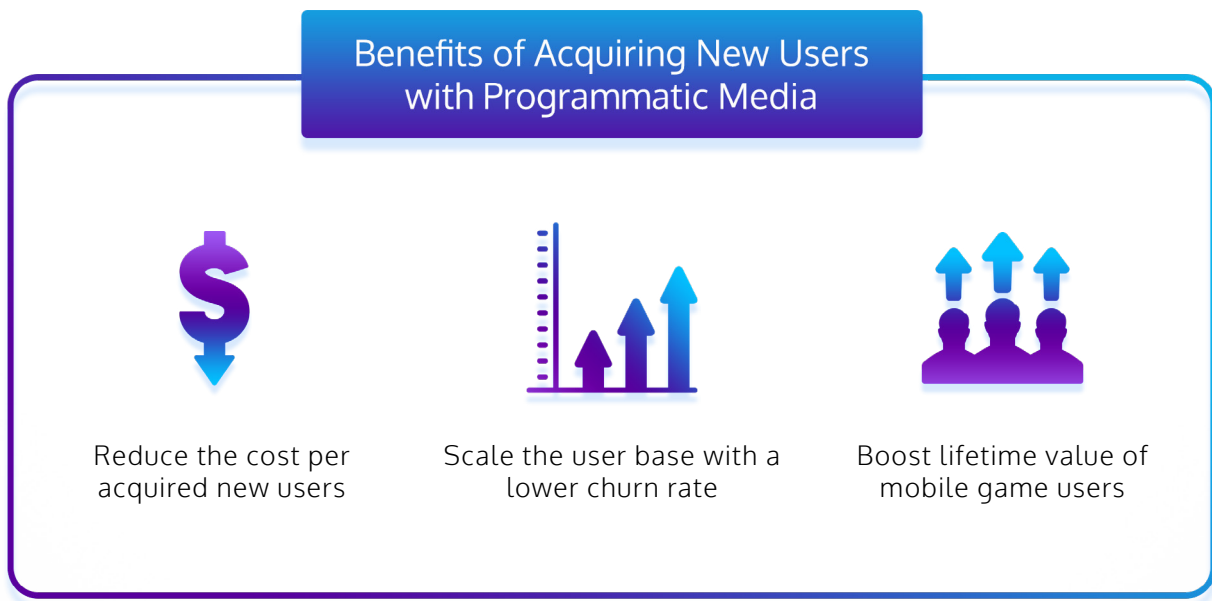 Benefits of Acquiring New Users
with Programmatic Media
Reduce the cost per
acquired new users
Scale the user base with a
lower churn rate
Boost lifetime value of
mobile game users